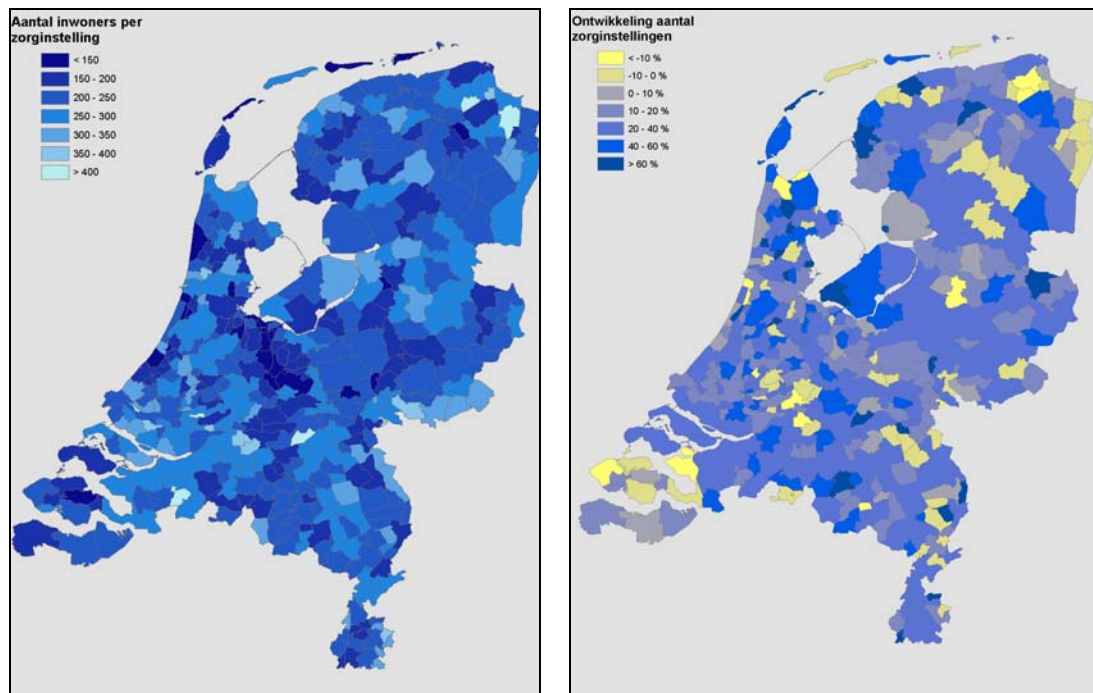 Aantal inwoners per
zorginstelling
< 150
150 - 200
200 - 250
250 - 300
300 - 350
350 - 400
> 400
Ontwikkeling aantal
zorginstellingen
< -10 %
-10 - 0 %
0 - 10 %
10 - 20 %
20 - 40 %
40 - 60 %
> 60 %